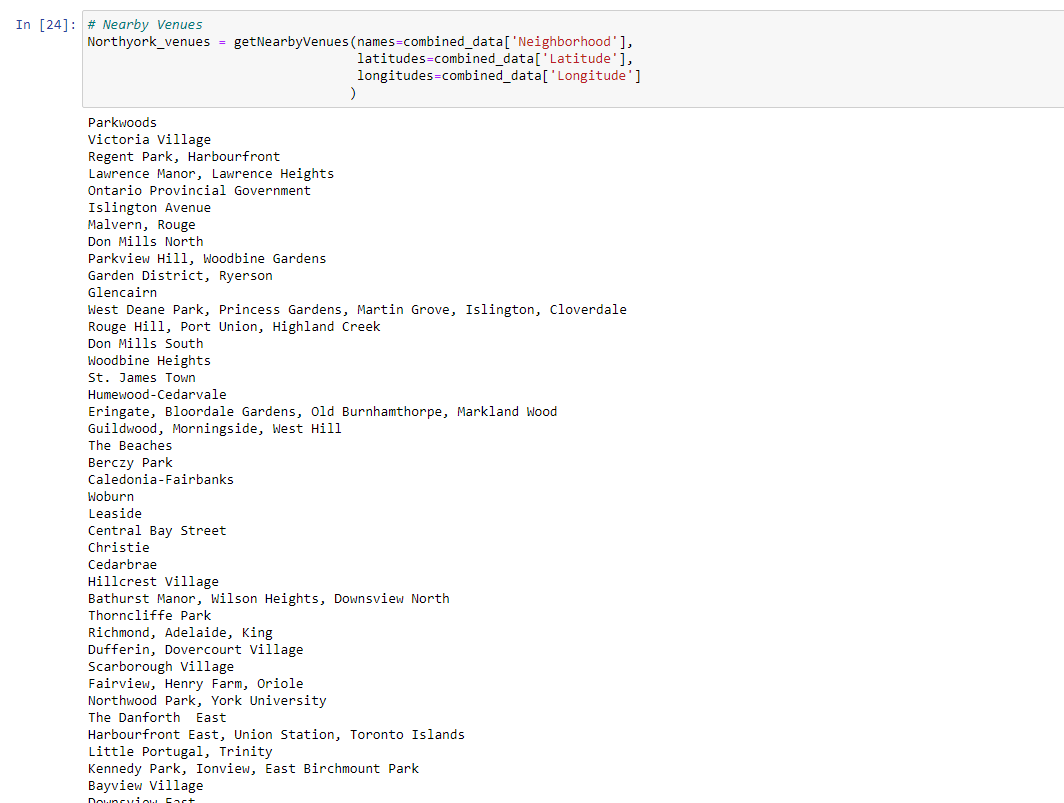 In [24]: # Nearby Venues
Northyork_venues = getNearbyVenues(names=combined_data['Neighborhood'],
latitudes=combined_data['Latitude'],
longitudes=combined_data['Longitude']
)
Parkwoods
Victoria Village
Regent Park, Harbourfront
Lawrence Manor, Lawrence Heights
Ontario Provincial Government
Islington Avenue
Malvern, Rouge
Don Mills North
Parkview Hill, Woodbine Gardens
Garden District, Ryerson
Glencairn
West Deane Park, Princess Gardens, Martin Grove, Islington, Cloverdale
Rouge Hill, Port Union, Highland Creek
Don Mills South
Woodbine Heights
St. James Town
Humewood-Cedarvale
Eringate, Bloordale Gardens, Old Burnhamthorpe, Markland Wood
Guildwood, Morningside, West Hill
The Beaches
Berczy Park
Caledonia-Fairbanks
Woburn
Leaside
Central Bay Street
Christie
Cedarbrae
Hillcrest Village
Bathurst Manor, Wilson Heights, Downsview North
Thorncliffe Park
Richmond, Adelaide, King
Dufferin, Dovercourt Village
Scarborough Village
Fairview, Henry Farm, Oriole
Northwood Park, York University
The Danforth  East
Harbourfront East, Union Station, Toronto Islands
Little Portugal, Trinity
Kennedy Park, Ionview, East Birchmount Park
Bayview Village
Downsview East